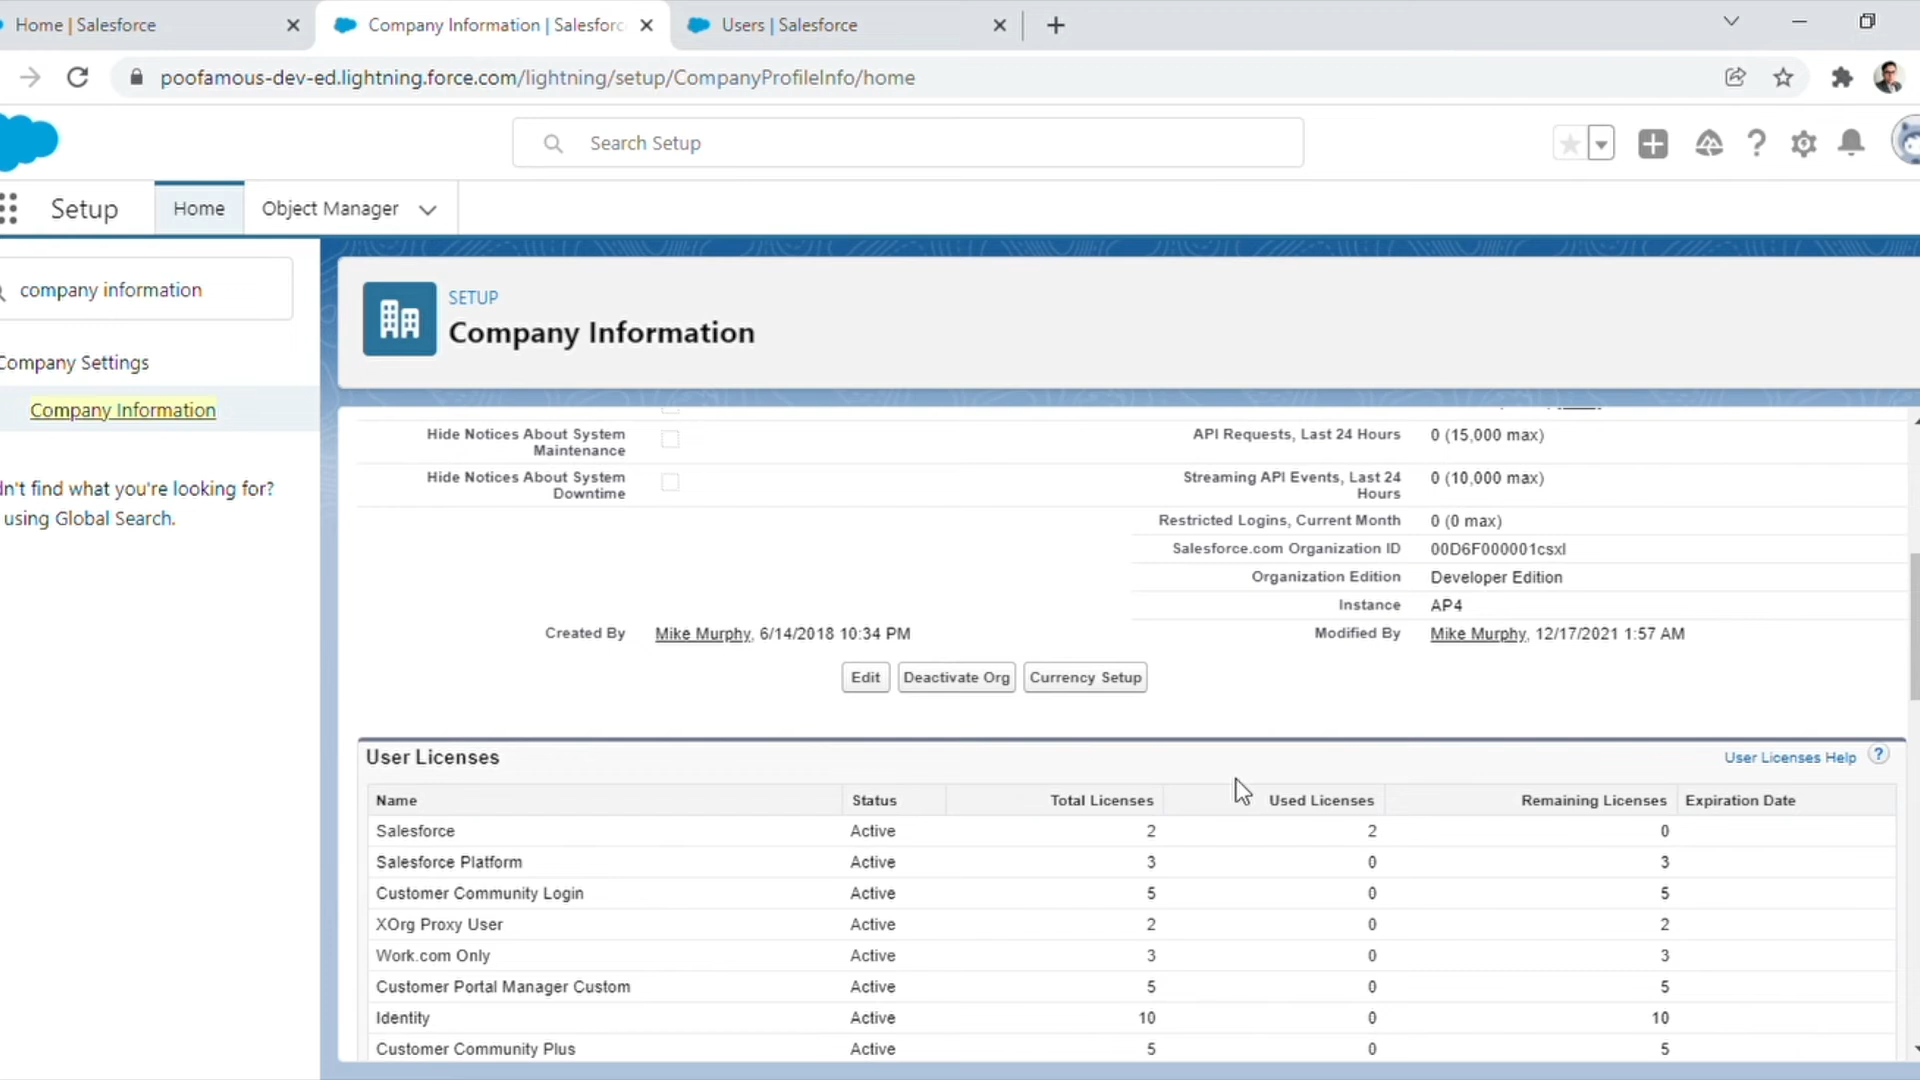 Home | Salesforce
Company Information | Salesforc
Users | Salesforce
poofamous-dev-ed.lightning.force.com/lightning/setup/CompanyProfileInfo/home
Search Setup
Setup
Home
Object Manager
company information
SETUP
Company Information
Company Settings
Company Information
dn't find what you're looking for?
using Global Search.
Hide Notices About System
Maintenance
API Requests, Last 24 Hours 0 (15,000 max)
Hide Notices About System
Downtime
Streaming API Events, Last 24
Hours
0 (10,000 max)
Restricted Logins, Current Month 0 (0 max)
Salesforce.com Organization ID 00D6F000001csxl
Organization Edition Developer Edition
Instance AP4
Created By Mike Murphy, 6/14/2018 10:34 PM
Modified By Mike Murphy, 12/17/2021 1:57 AM
Edit Deactivate Org Currency Setup
User Licenses
User Licenses Help ?
Name Status Total Licenses Used Licenses Remaining Licenses Expiration Date
Salesforce Active 2 2 0
Salesforce Platform Active 3 0 3
Customer Community Login Active 5 0 5
XOrg Proxy User Active 2 0 2
Work.com Only Active 3 0 3
Customer Portal Manager Custom Active 5 0 5
Identity Active 10 0 10
Customer Community Plus Active 5 0 5